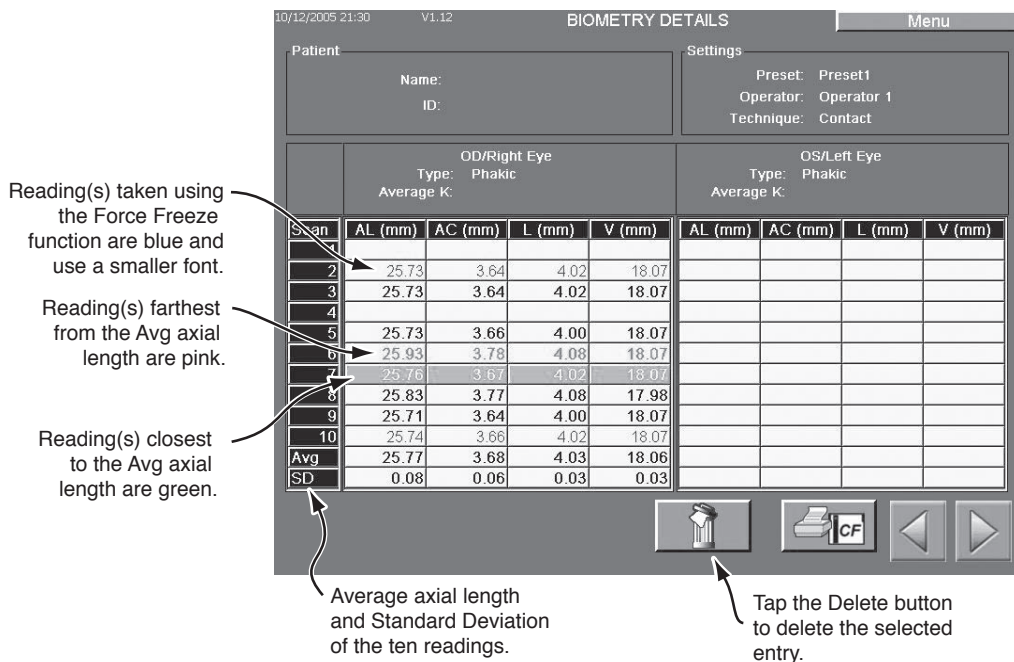 10/12/2005 21:30 V1.12 BIOMETRY DETAILS Menu
Patient
Name:
ID:
Settings
Preset: Preset1
Operator: Operator 1
Technique: Contact
OD/Right Eye
Type: Phakic
Average K:
OS/Left Eye
Type: Phakic
Average K:
Scan AL (mm) AC (mm) L (mm) V (mm) AL (mm) AC (mm) L (mm) V (mm)
1
2 25.73 3.64 4.02 18.07
3 25.73 3.64 4.02 18.07
4
5 25.73 3.66 4.00 18.07
6 25.93 3.78 4.08 18.07
7 25.76 3.67 4.02 18.07
8 25.83 3.77 4.08 17.98
9 25.71 3.64 4.00 18.07
10 25.74 3.66 4.02 18.07
Avg 25.77 3.68 4.03 18.06
SD 0.08 0.06 0.03 0.03
CF
Reading(s) taken using
the Force Freeze
function are blue and
use a smaller font.
Reading(s) farthest
from the Avg axial
length are pink.
Reading(s) closest
to the Avg axial
length are green.
Average axial length
and Standard Deviation
of the ten readings.
Tap the Delete button
to delete the selected
entry.